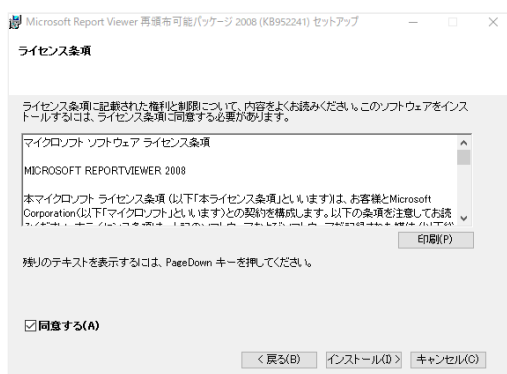 Microsoft Report Viewer 再頒布可能パッケージ 2008 (KB952241) セットアップ
ライセンス条項
ライセンス条項に記載された権利と制限について、内容をよくお読みください。このソフトウェアをインス
トールするには、ライセンス条項に同意する必要があります。
マイクロソフト ソフトウェア ライセンス条項
MICROSOFT REPORTVIEWER 2008
本マイクロソフト ライセンス条項 (以下「本ライセンス条項」といいます)は、お客様とMicrosoft
Corporation(以下「マイクロソフト」といいます)との契約を構成します。以下の条項を注意してお読
印刷(P)
残りのテキストを表示するには、PageDown キーを押してください。
同意する(A)
< 戻る(B)
インストール(I) >
キャンセル(C)